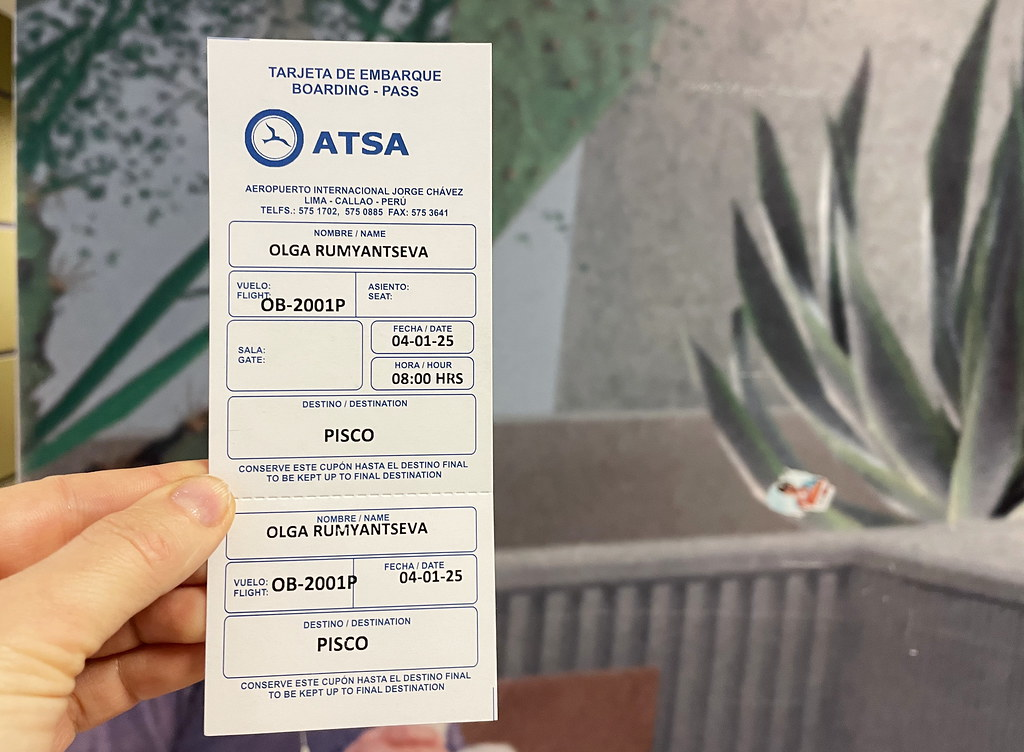 TARJETA DE EMBARQUE
BOARDING - PASS
ATSA
AEROPUERTO INTERNACIONAL JORGE CHÁVEZ
LIMA - CALLAO - PERÚ
TELFS.: 575 1702, 575 0885 FAX: 575 3641
NOMBRE / NAME
OLGA RUMYANTSEVA
VUELO:
FLIGHT:
OB-2001P
ASIENTO:
SEAT:
SALA:
GATE:
FECHA / DATE
04-01-25
HORA / HOUR
08:00 HRS
DESTINO / DESTINATION
PISCO
CONSERVE ESTE CUPÓN HASTA EL DESTINO FINAL
TO BE KEPT UP TO FINAL DESTINATION
NOMBRE / NAME
OLGA RUMYANTSEVA
VUELO:
FLIGHT:
OB-2001P
FECHA / DATE
04-01-25
DESTINO / DESTINATION
PISCO
CONSERVE ESTE CUPÓN HASTA EL DESTINO FINAL
TO BE KEPT UP TO FINAL DESTINATION